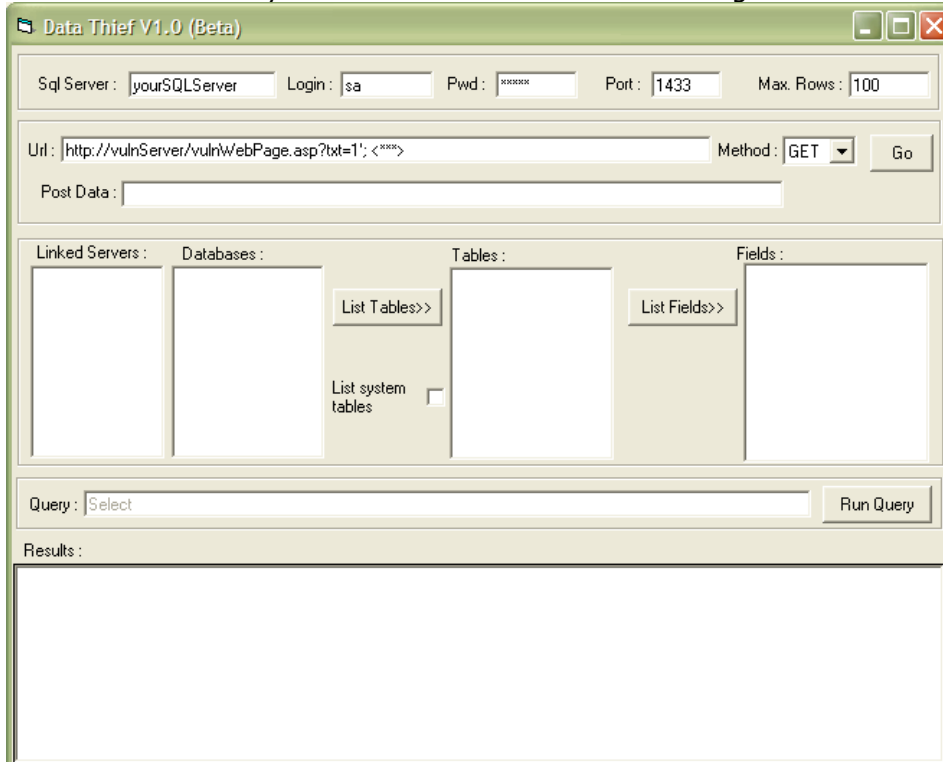 Data Thief V1.0 (Beta)
Sql Server : yourSQLServer Login : sa Pwd : ***** Port : 1433 Max. Rows : 100
Url : http://vulnServer/vulnWebPage.asp?txt=1'; <***> Method : GET Go
Post Data :
Linked Servers : Databases : Tables : Fields :
List Tables>> List Fields>>
List system
tables
Query : Select Run Query
Results :